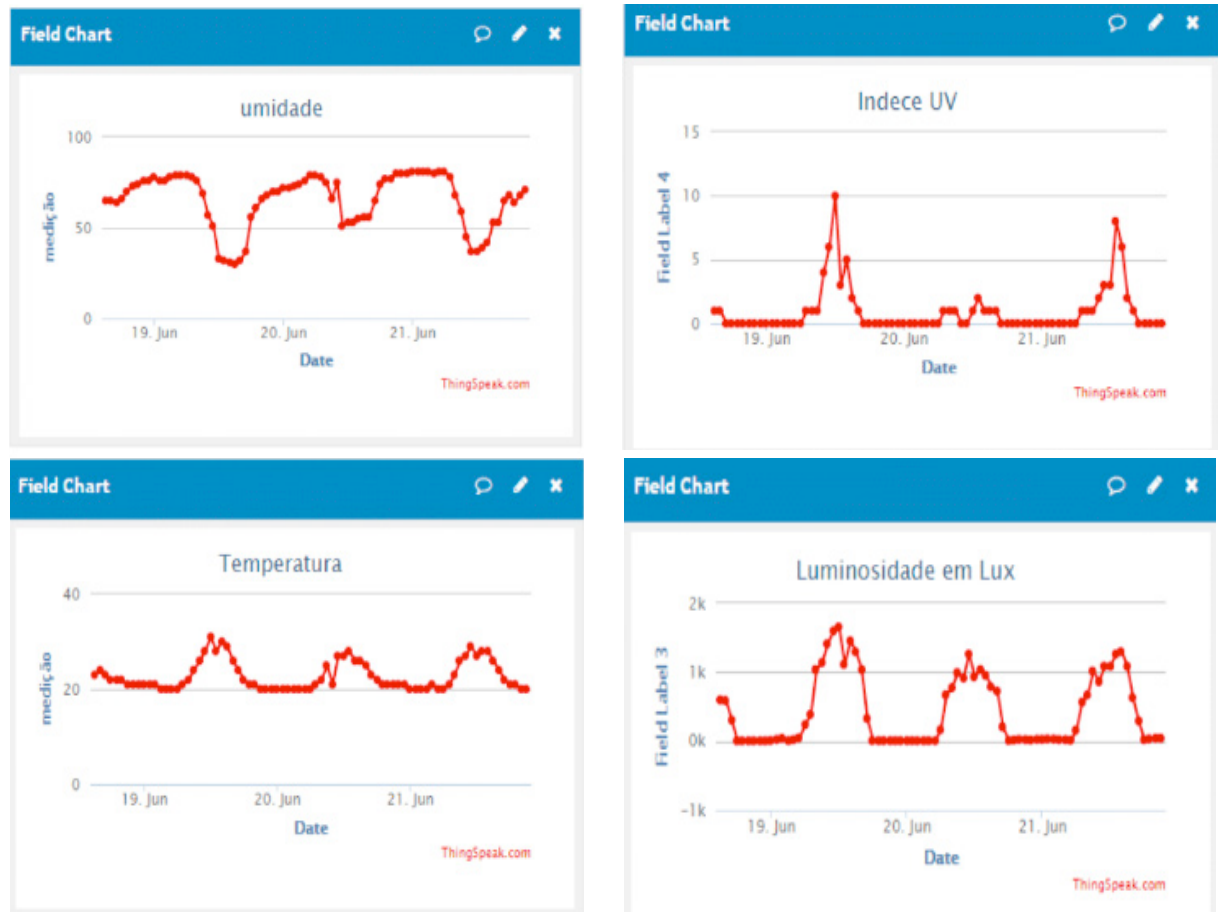 Field Chart
umidade
100
50
0
medição
19. Jun
20. Jun
21. Jun
Date
ThingSpeak.com
Field Chart
Indece UV
15
10
5
0
Field Label 4
19. Jun
20. Jun
21. Jun
Date
ThingSpeak.com
Field Chart
Temperatura
40
20
0
medição
19. Jun
20. Jun
21. Jun
Date
ThingSpeak.com
Field Chart
Luminosidade em Lux
2k
1k
0k
-1k
Field Label 3
19. Jun
20. Jun
21. Jun
Date
ThingSpeak.com